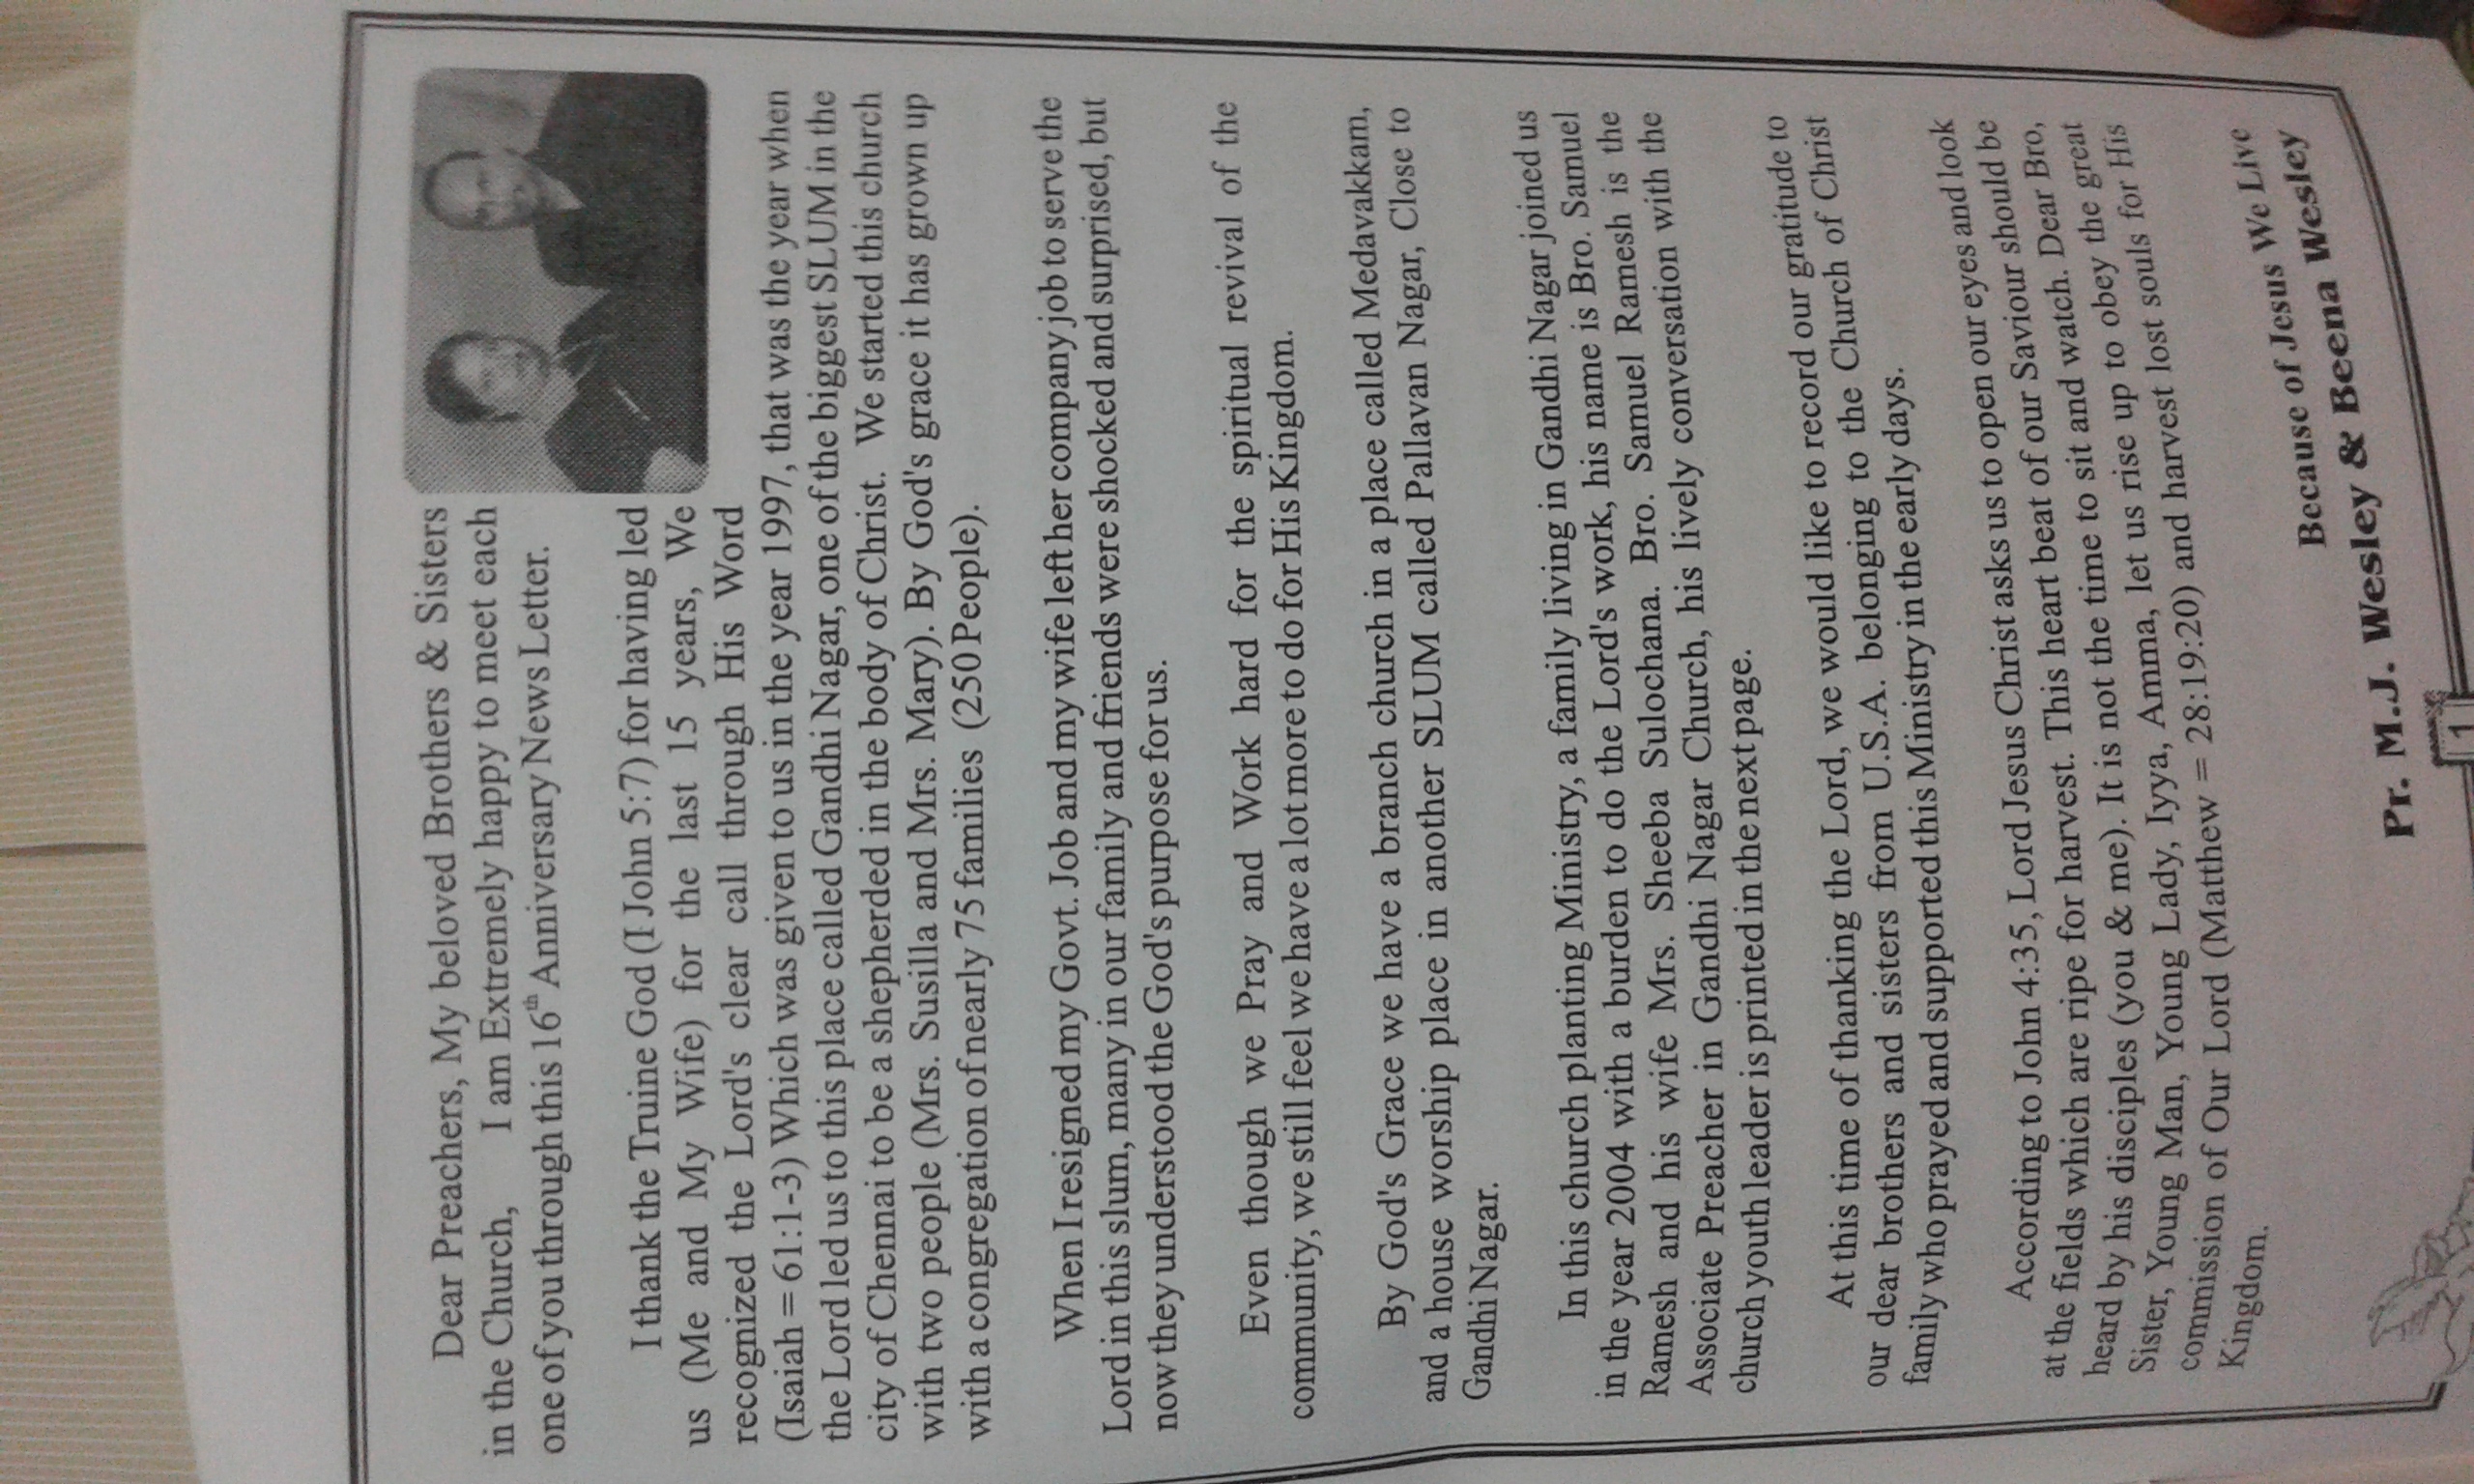 Dear Preachers, My beloved Brothers & Sisters
in the Church, I am Extremely happy to meet each
one of you through this 16th Anniversary News Letter.
I thank the Truine God (I John 5:7) for having led
us (Me and My Wife) for the last 15 years, We
recognized the Lord's clear call through His Word
(Isaiah = 61:1-3) Which was given to us in the year 1997, that was the year when
the Lord led us to this place called Gandhi Nagar, one of the biggest SLUM in the
city of Chennai to be a shepherded in the body of Christ. We started this church
with two people (Mrs. Susilla and Mrs. Mary). By God's grace it has grown up
with a congregation of nearly 75 families (250 People).
When I resigned my Govt. Job and my wife left her company job to serve the
Lord in this slum, many in our family and friends were shocked and surprised, but
now they understood the God's purpose for us.
Even though we Pray and Work hard for the spiritual revival of the
community, we still feel we have a lot more to do for His Kingdom.
By God's Grace we have a branch church in a place called Medavakkam,
and a house worship place in another SLUM called Pallavan Nagar, Close to
Gandhi Nagar.
In this church planting Ministry, a family living in Gandhi Nagar joined us
in the year 2004 with a burden to do the Lord's work, his name is Bro. Samuel
Ramesh and his wife Mrs. Sheeba Sulochana. Bro. Samuel Ramesh is the
Associate Preacher in Gandhi Nagar Church, his lively conversation with the
church youth leader is printed in the next page.
At this time of thanking the Lord, we would like to record our gratitude to
our dear brothers and sisters from U.S.A. belonging to the Church of Christ
family who prayed and supported this Ministry in the early days.
According to John 4:35, Lord Jesus Christ asks us to open our eyes and look
at the fields which are ripe for harvest. This heart beat of our Saviour should be
heard by his disciples (you & me). It is not the time to sit and watch. Dear Bro,
Sister, Young Man, Young Lady, Iyya, Amma, let us rise up to obey the great
commission of Our Lord (Matthew = 28:19:20) and harvest lost souls for His
Kingdom.
Because of Jesus We Live
Pr. M.J. Wesley & Beena Wesley
1